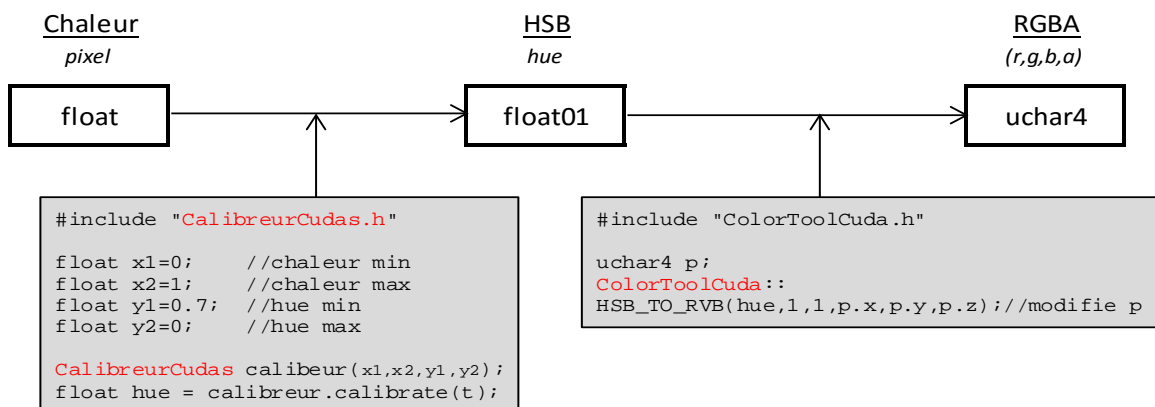 Chaleur
pixel
HSB
hue
RGBA
(r,g,b,a)
float
float01
uchar4
#include "CalibreurCudas.h"
float x1=0; //chaleur min
float x2=1; //chaleur max
float y1=0.7; //hue min
float y2=0; //hue max
CalibreurCudas calibeur(x1,x2,y1,y2);
float hue = calibreur.calibrate(t);
#include "ColorToolCuda.h"
uchar4 p;
ColorToolCuda::
HSB_TO_RVB(hue,1,1,p.x,p.y,p.z);//modifie p